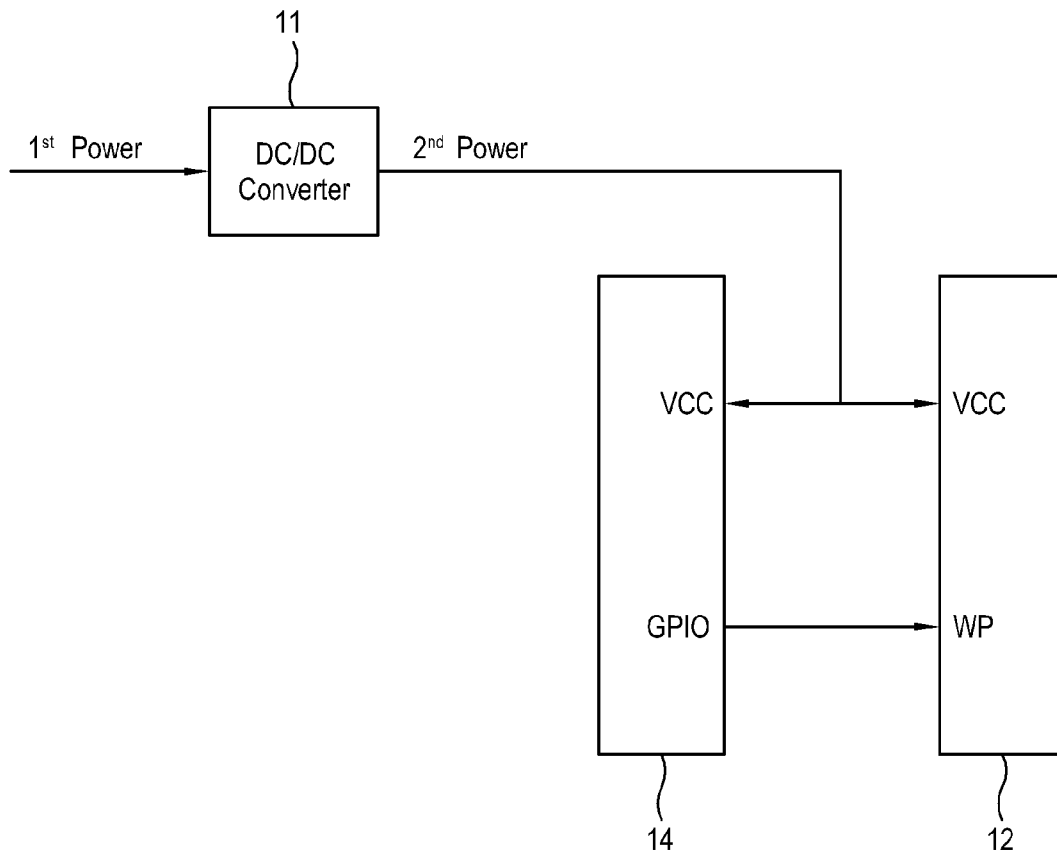 11
1st Power
DC/DC
Converter
2nd Power
VCC
VCC
GPIO
WP
14
12